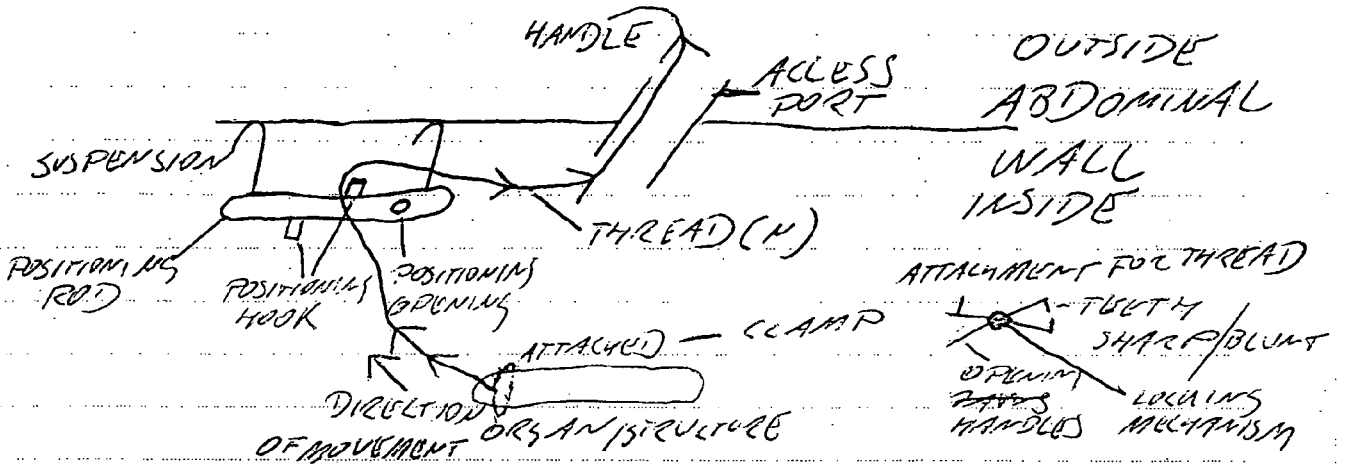 HANDLE
ACCESS
PORT
OUTSIDE
ABDOMINAL
WALL
INSIDE
SUSPENSION
THREAD(N)
POSITIONING
ROD
POSITIONING
HOOK
POSITIONING
OPENING
ATTACHED — CLAMP
DIRECTION
OF MOVEMENT
ORGAN/STRUCTURE
ATTACHMENT FOR THREAD
TEETH
SHARP/BLUNT
OPENING
HANDLES
LOCKING
MECHANISM